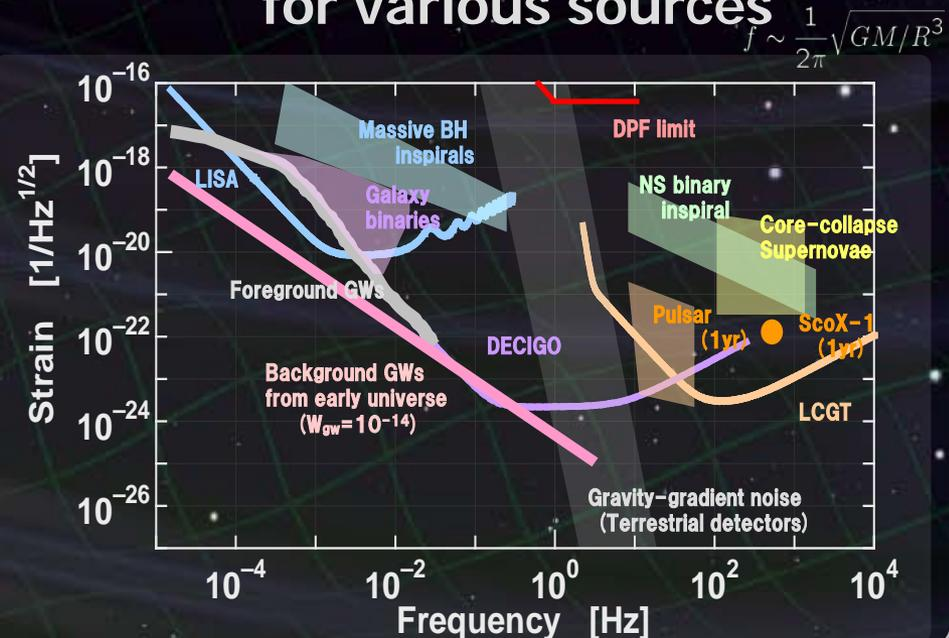 for various sources
f ~ 1/2π √GM/R³
10⁻¹⁶
10⁻¹⁸
10⁻²⁰
10⁻²²
10⁻²⁴
10⁻²⁶
Strain [1/Hz^1/2]
Massive BH
inspirals
DPF limit
LISA
Galaxy
binaries
NS binary
inspiral
Core-collapse
Supernovae
Foreground GWs
Pulsar
(1yr)
ScoX-1
(1yr)
DECIGO
Background GWs
from early universe
(Wgw=10⁻¹⁴)
LCGT
Gravity-gradient noise
(Terrestrial detectors)
10⁻⁴
10⁻²
10⁰
10²
10⁴
Frequency [Hz]